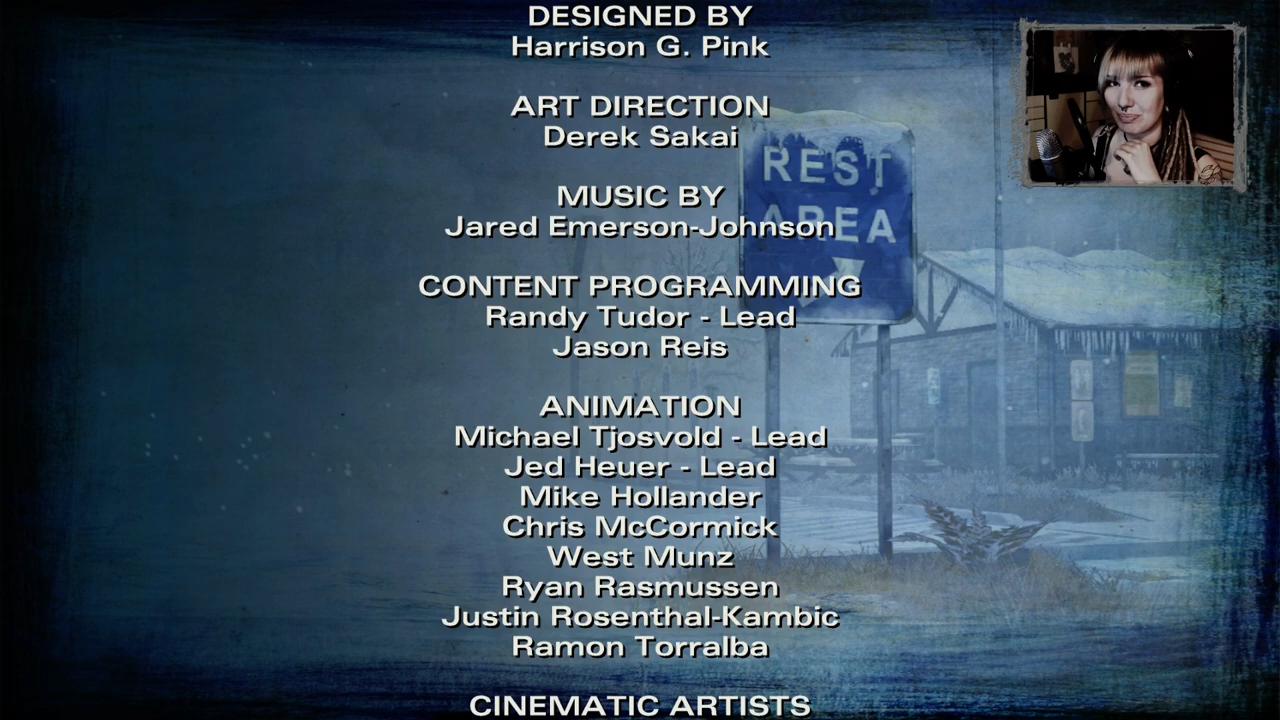 DESIGNED BY
Harrison G. Pink
ART DIRECTION
Derek Sakai
MUSIC BY
Jared Emerson-Johnson
CONTENT PROGRAMMING
Randy Tudor - Lead
Jason Reis
ANIMATION
Michael Tjosvold - Lead
Jed Heuer - Lead
Mike Hollander
Chris McCormick
West Munz
Ryan Rasmussen
Justin Rosenthal-Kambic
Ramon Torralba
CINEMATIC ARTISTS
REST
AREA